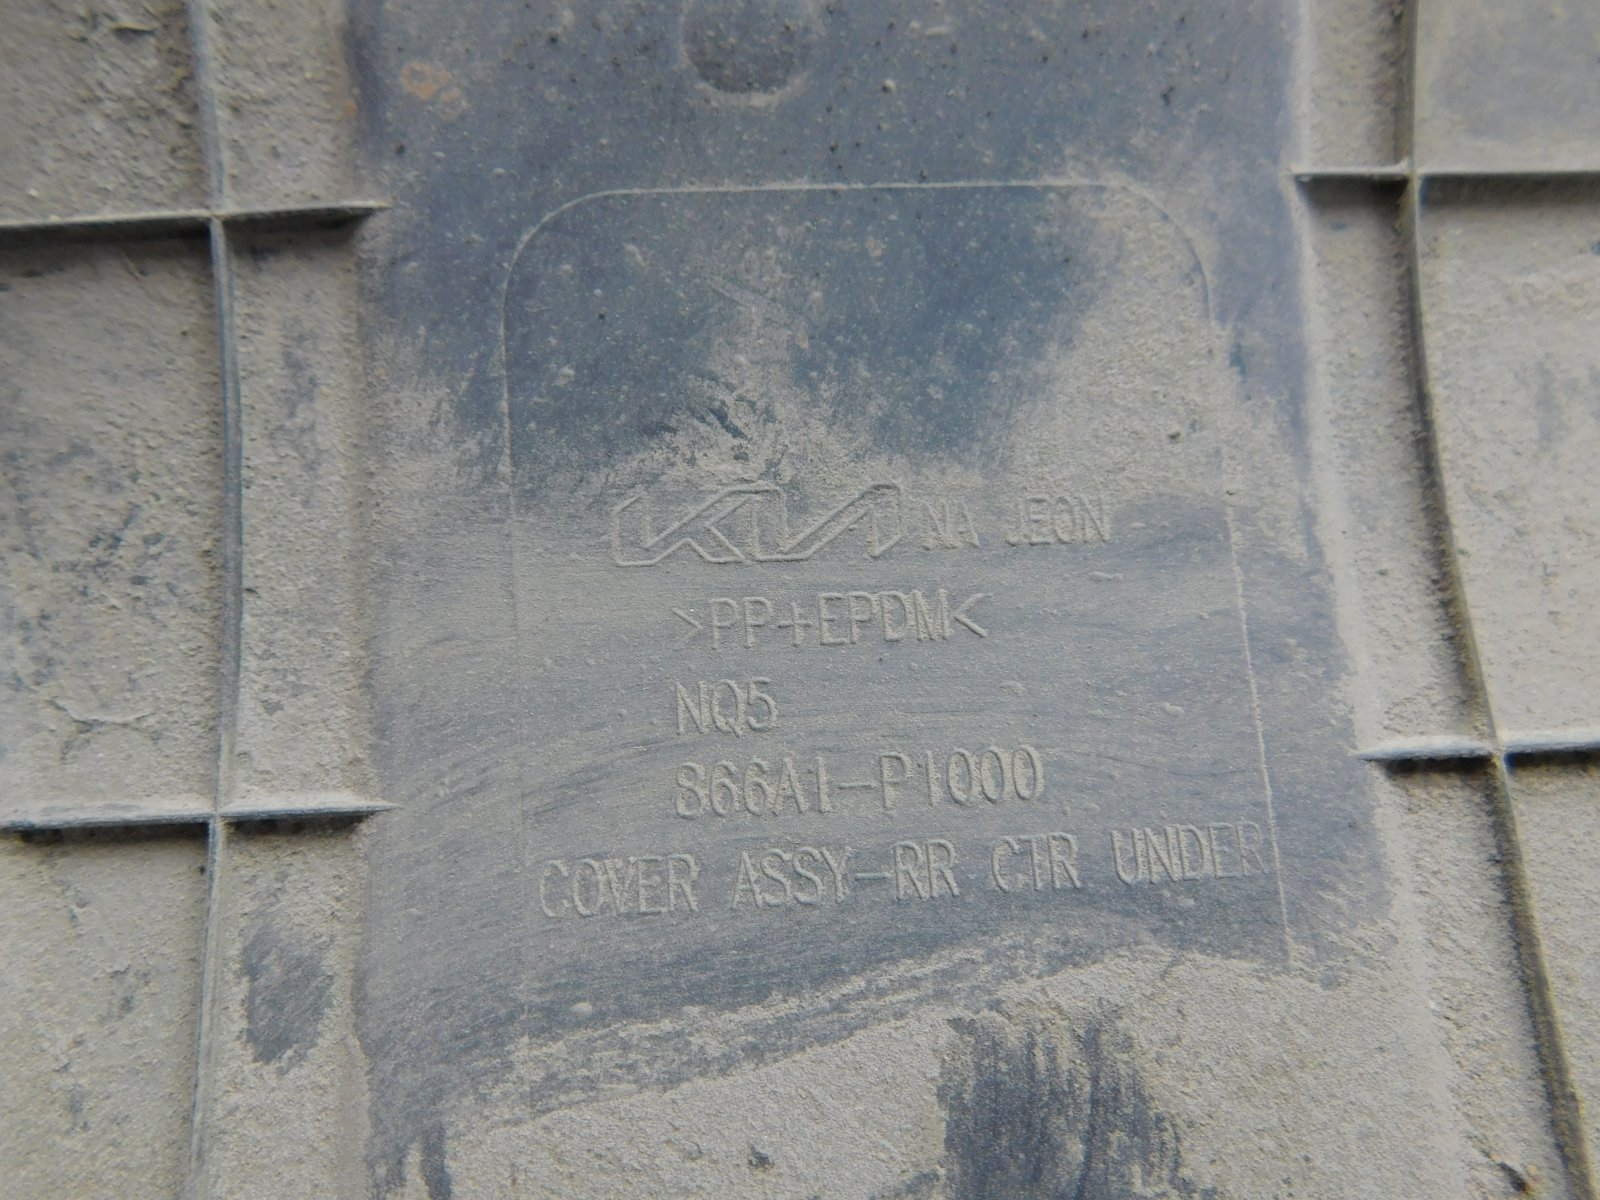 KIA NA JEON
>PP+EPDM<
NQ5
866A1-P1000
COVER ASSY-RR CTR UNDER